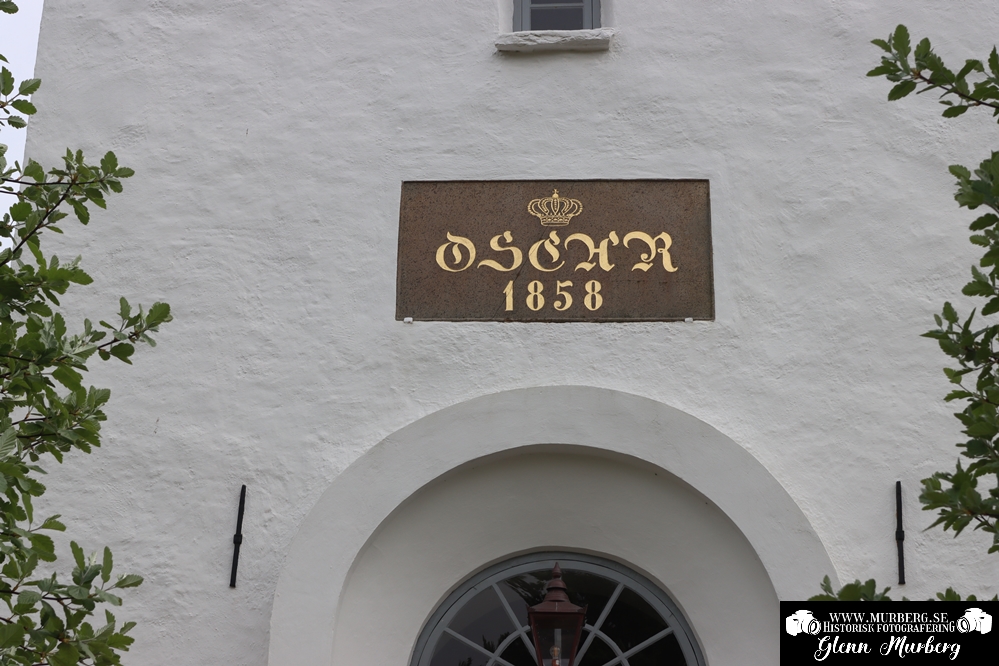 OSCAR
1858
WWW.MURBERG.SE
HISTORISK FOTOGRAFERING
Glenn Murberg